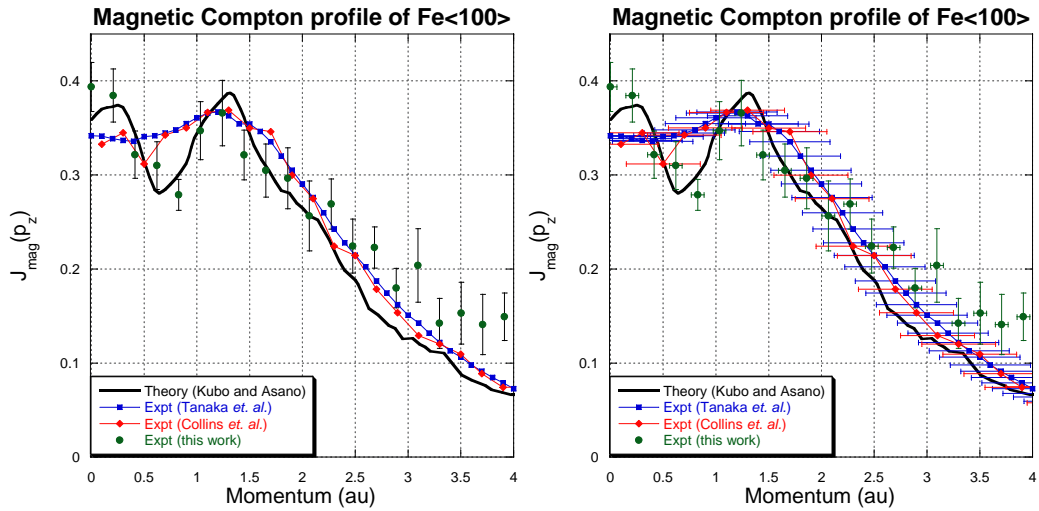 Magnetic Compton profile of Fe<100>
J_mag(p_z)
0.4
0.3
0.2
0.1
0
Theory (Kubo and Asano)
Expt (Tanaka et. al.)
Expt (Collins et. al.)
Expt (this work)
0 0.5 1 1.5 2 2.5 3 3.5 4
Momentum (au)
Magnetic Compton profile of Fe<100>
J_mag(p_z)
0.4
0.3
0.2
0.1
0
Theory (Kubo and Asano)
Expt (Tanaka et. al.)
Expt (Collins et. al.)
Expt (this work)
0 0.5 1 1.5 2 2.5 3 3.5 4
Momentum (au)